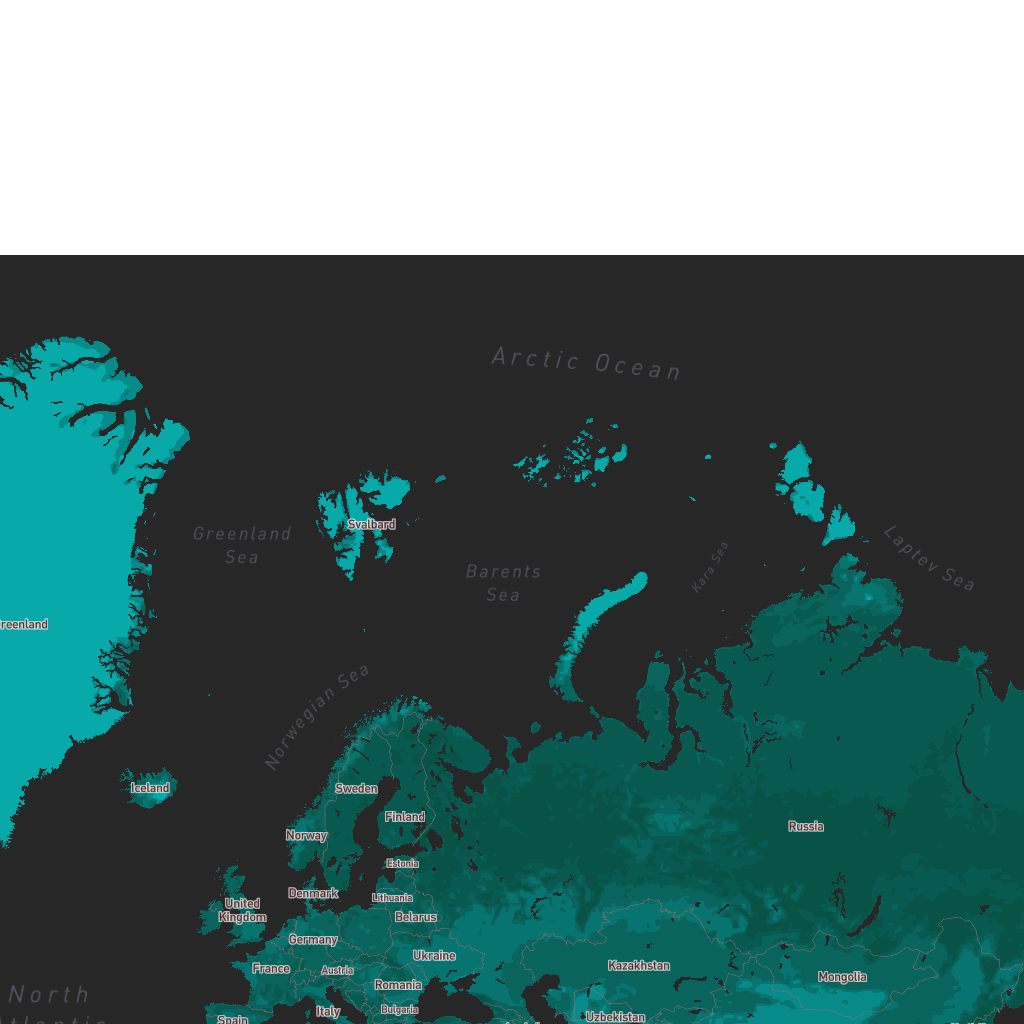 Arctic Ocean
Svalbard
Greenland
Sea
Laptev Sea
Kara Sea
Barents
Sea
reenland
Norwegian Sea
Iceland
Sweden
Finland
Norway
Russia
Estonia
Denmark
Lithuania
United
Kingdom
Belarus
Germany
Ukraine
France
Austria
Kazakhstan
Mongolia
Romania
North
Atlantic
Bulgaria
Italy
Spain
Uzbekistan